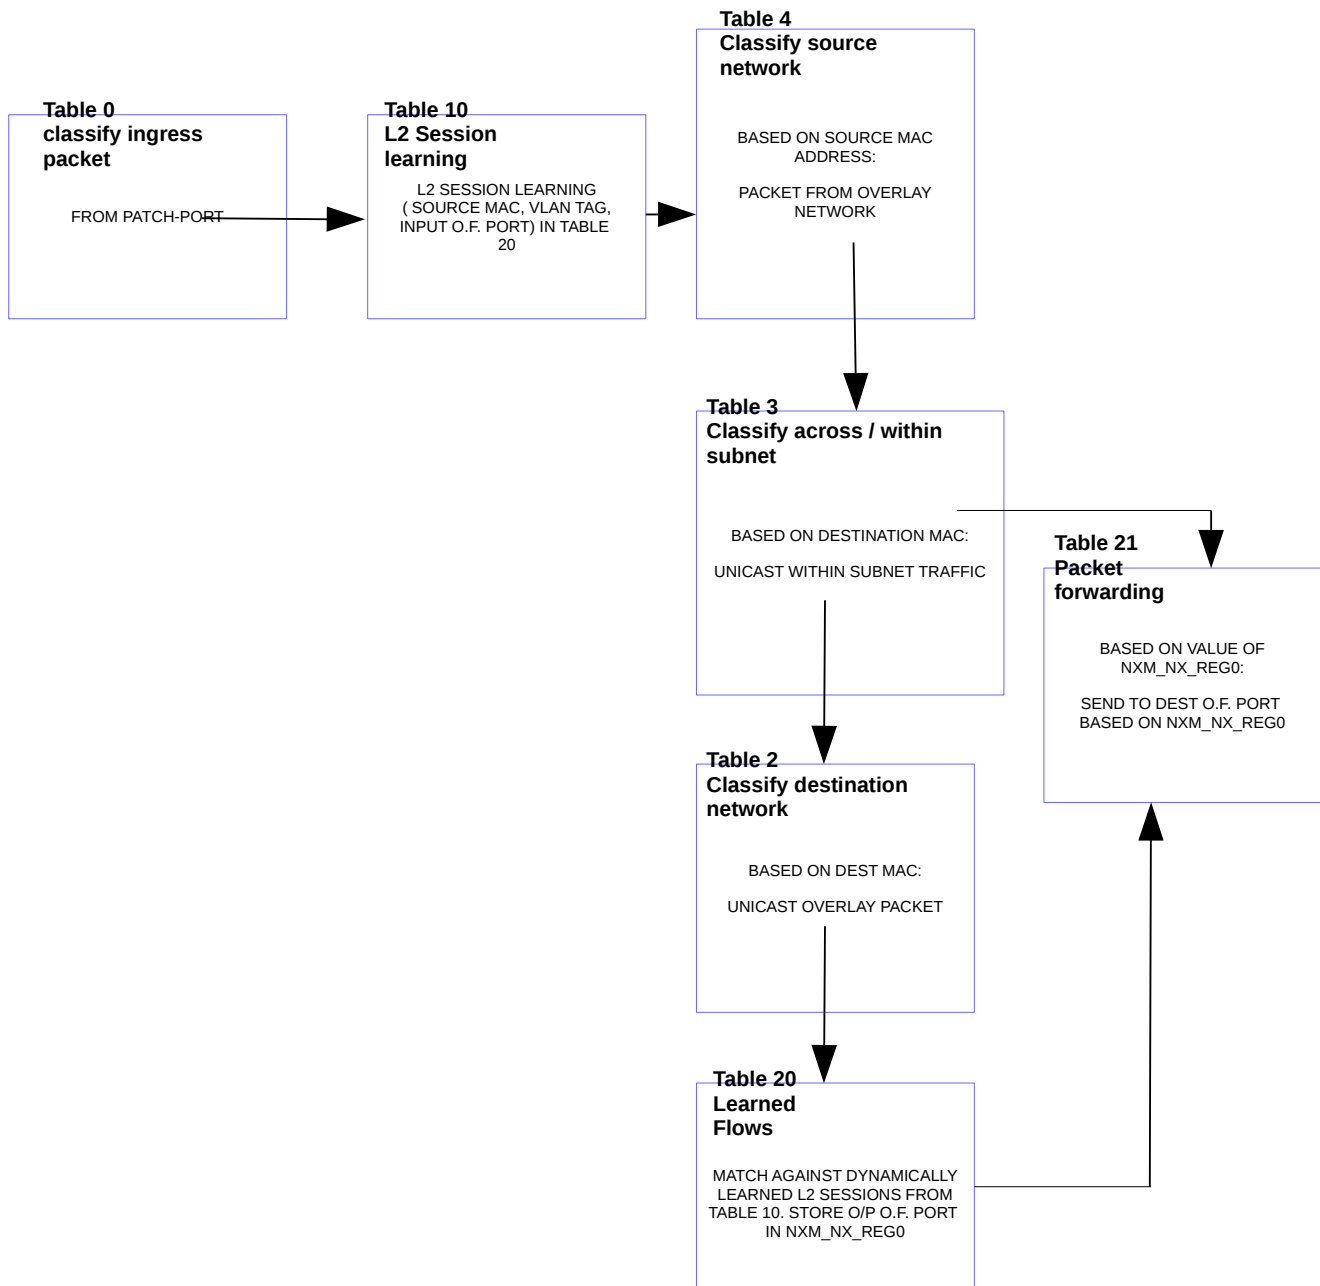 Table 0
classify ingress
packet
FROM PATCH-PORT
Table 10
L2 Session
learning
L2 SESSION LEARNING
( SOURCE MAC, VLAN TAG,
INPUT O.F. PORT) IN TABLE
20
Table 4
Classify source
network
BASED ON SOURCE MAC
ADDRESS:
PACKET FROM OVERLAY
NETWORK
Table 3
Classify across / within
subnet
BASED ON DESTINATION MAC:
UNICAST WITHIN SUBNET TRAFFIC
Table 21
Packet
forwarding
BASED ON VALUE OF
NXM_NX_REG0:
SEND TO DEST O.F. PORT
BASED ON NXM_NX_REG0
Table 2
Classify destination
network
BASED ON DEST MAC:
UNICAST OVERLAY PACKET
Table 20
Learned
Flows
MATCH AGAINST DYNAMICALLY
LEARNED L2 SESSIONS FROM
TABLE 10. STORE O/P O.F. PORT
IN NXM_NX_REG0